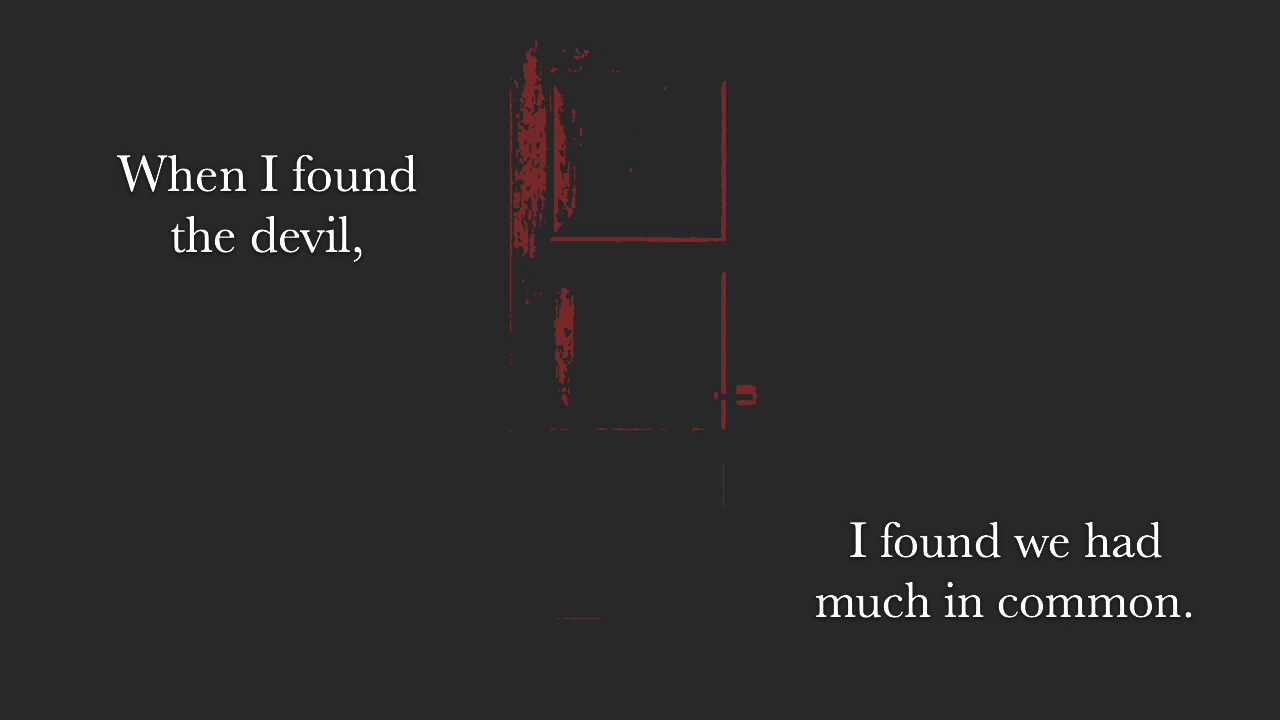 When I found
the devil,
I found we had
much in common.